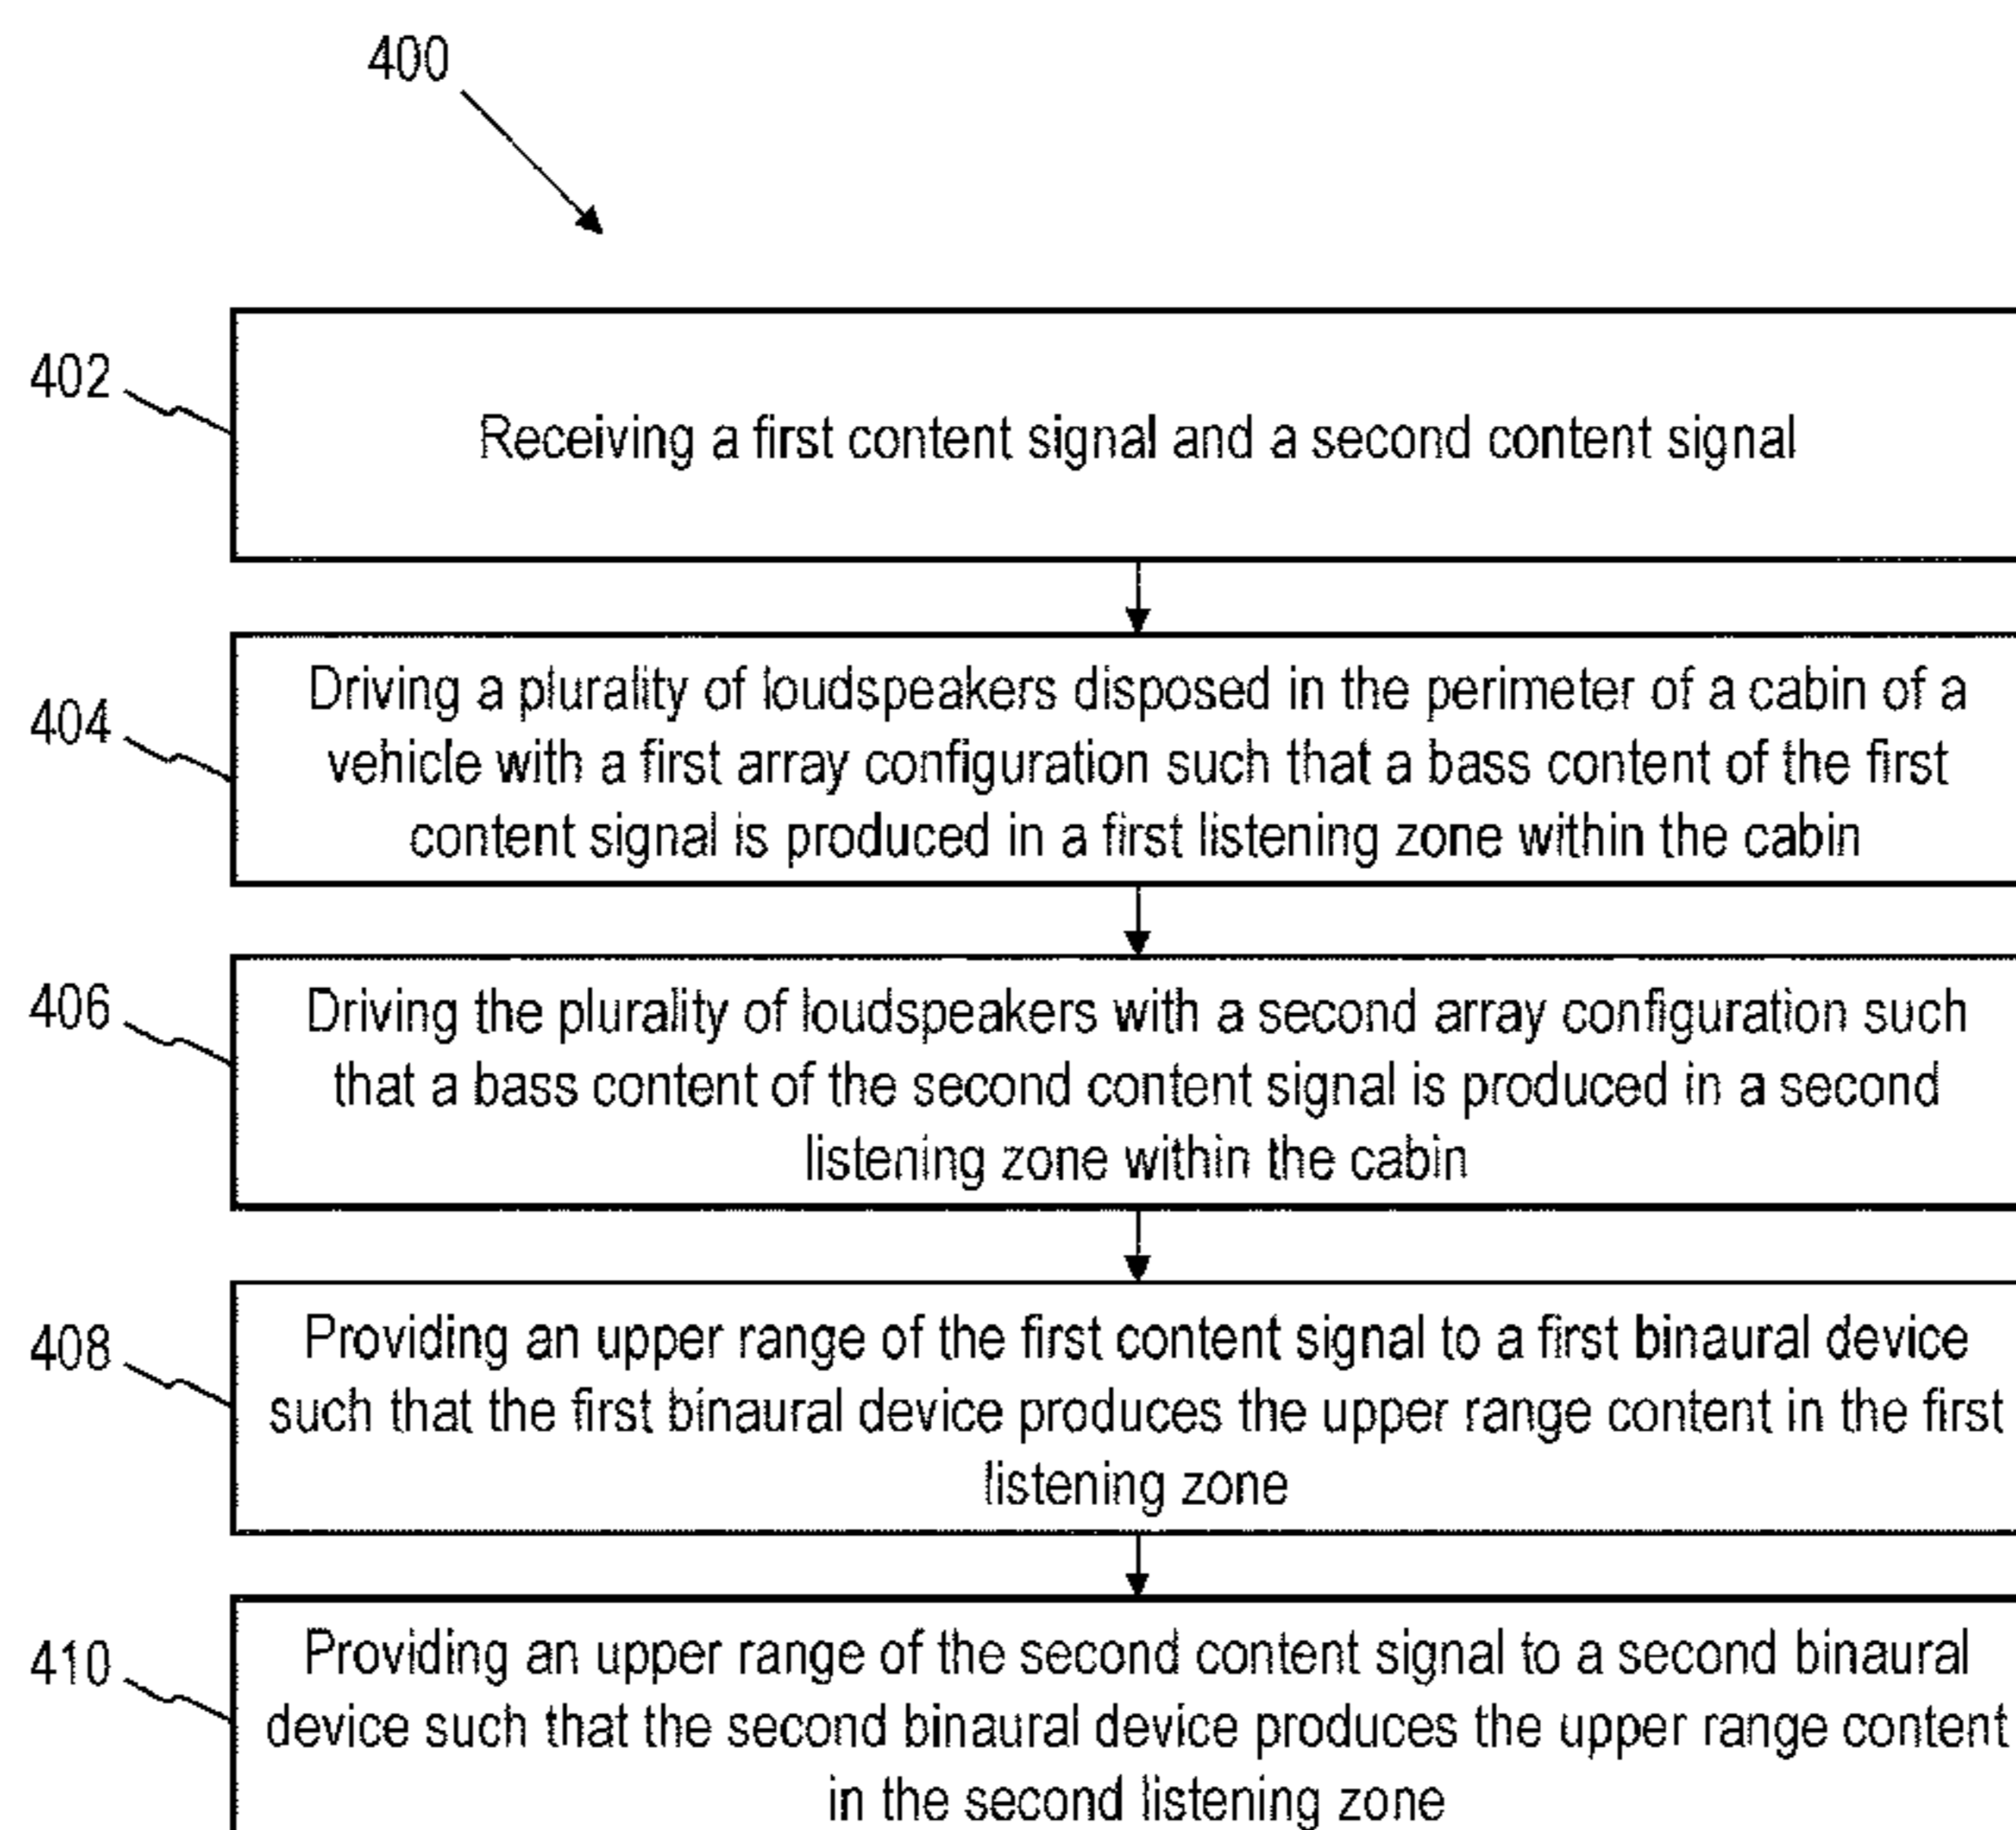 400
402
Receiving a first content signal and a second content signal
404
Driving a plurality of loudspeakers disposed in the perimeter of a cabin of a
vehicle with a first array configuration such that a bass content of the first
content signal is produced in a first listening zone within the cabin
406
Driving the plurality of loudspeakers with a second array configuration such
that a bass content of the second content signal is produced in a second
listening zone within the cabin
408
Providing an upper range of the first content signal to a first binaural device
such that the first binaural device produces the upper range content in the first
listening zone
410
Providing an upper range of the second content signal to a second binaural
device such that the second binaural device produces the upper range content
in the second listening zone